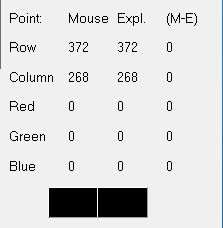 Point: Mouse Expl. (M-E)
Row 372 372 0
Column 268 268 0
Red 0 0 0
Green 0 0 0
Blue 0 0 0